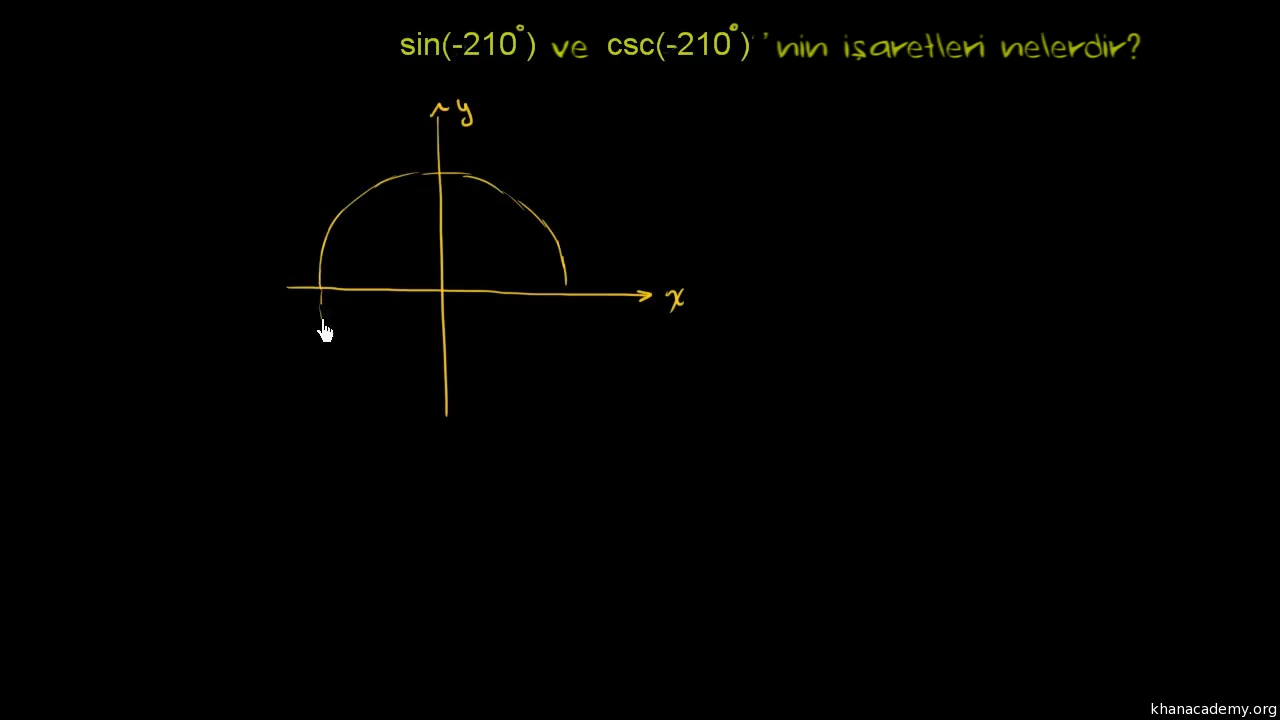 sin(-210°) ve csc(-210°)'nin işaretleri nelerdir?
y
x
khanacademy.org